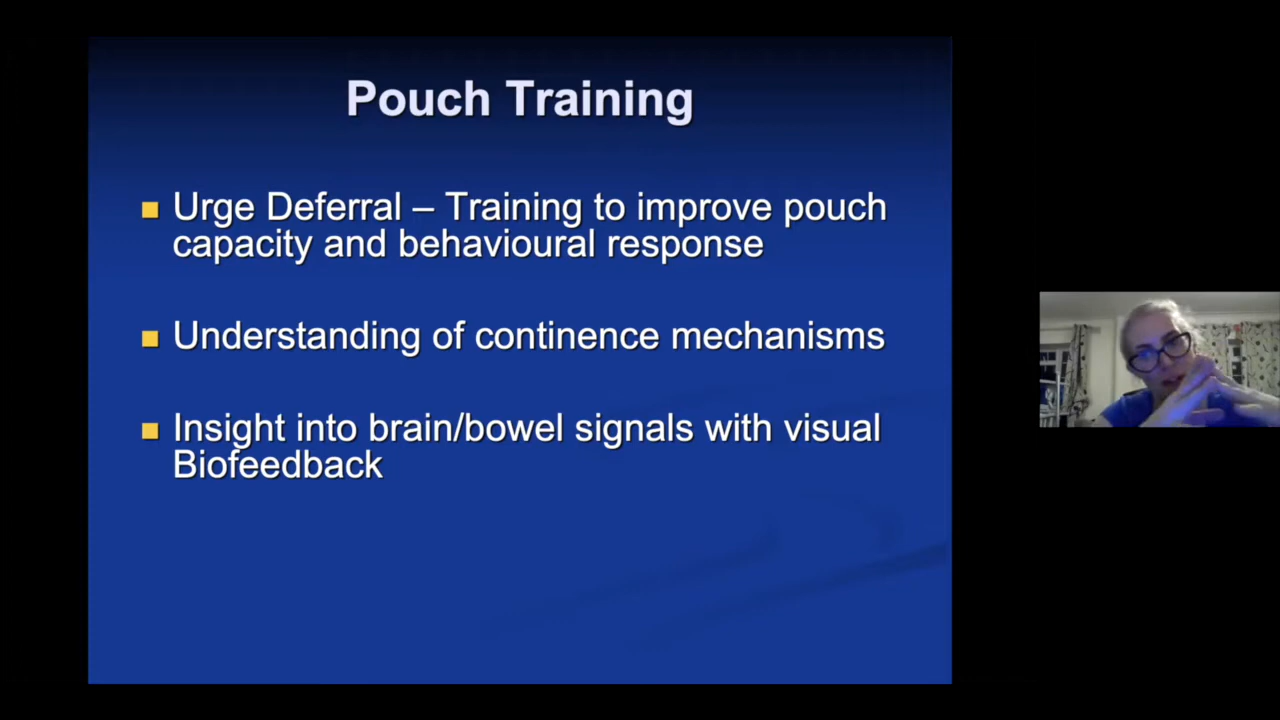 Pouch Training
Urge Deferral – Training to improve pouch
capacity and behavioural response
Understanding of continence mechanisms
Insight into brain/bowel signals with visual
Biofeedback